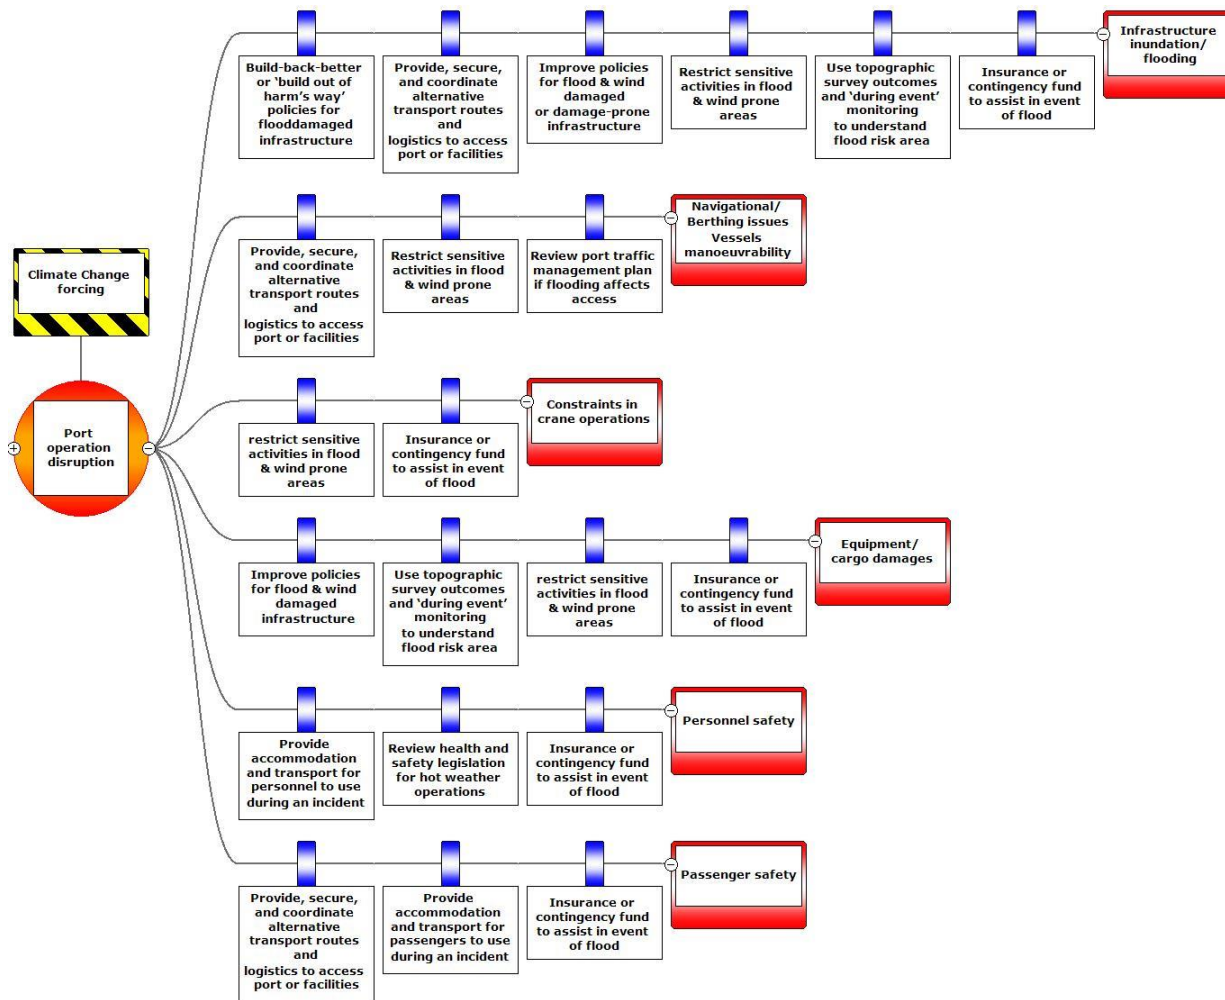 Build-back-better
or ‘build out of
harm’s way’
policies for
flooddamaged
infrastructure
Provide, secure,
and coordinate
alternative
transport routes
and
logistics to access
port or facilities
Improve policies
for flood & wind
damaged
or damage-prone
infrastructure
Restrict sensitive
activities in flood
& wind prone
areas
Use topographic
survey outcomes
and ‘during event’
monitoring
to understand
flood risk area
Insurance or
contingency fund
to assist in event
of flood
Infrastructure
inundation/
flooding
Climate Change
forcing
Port
operation
disruption
Provide, secure,
and coordinate
alternative
transport routes
and
logistics to access
port or facilities
Restrict sensitive
activities in flood
& wind prone
areas
Review port traffic
management plan
if flooding affects
access
Navigational/
Berthing issues
Vessels
manoeuvrability
restrict sensitive
activities in flood
& wind prone
areas
Insurance or
contingency fund
to assist in event
of flood
Constraints in
crane operations
Improve policies
for flood & wind
damaged
infrastructure
Use topographic
survey outcomes
and ‘during event’
monitoring
to understand
flood risk area
restrict sensitive
activities in flood
& wind prone
areas
Insurance or
contingency fund
to assist in event
of flood
Equipment/
cargo damages
Provide
accommodation
and transport for
personnel to use
during an incident
Review health and
safety legislation
for hot weather
operations
Insurance or
contingency fund
to assist in event
of flood
Personnel safety
Provide, secure,
and coordinate
alternative
transport routes
and
logistics to access
port or facilities
Provide
accommodation
and transport for
passengers to use
during an incident
Insurance or
contingency fund
to assist in event
of flood
Passenger safety